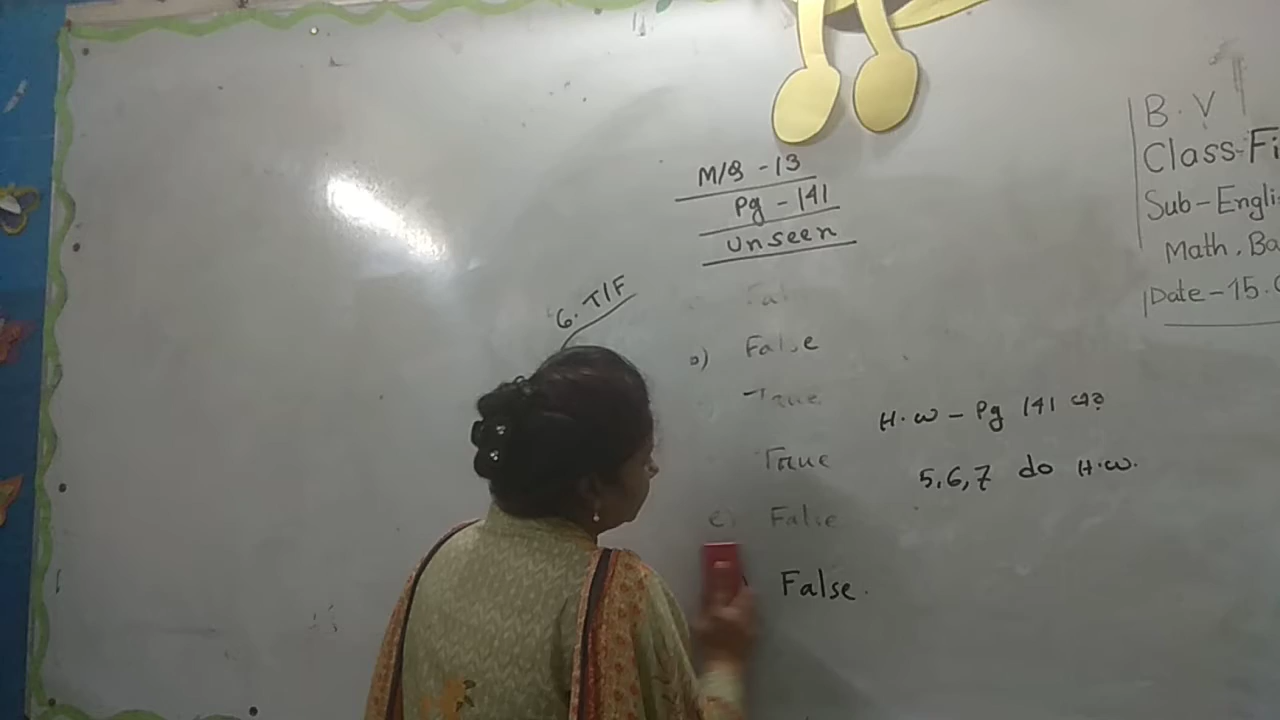 M/S - 13
Pg - 141
Unseen
6. T/F
False
b) False
True
True
e) False
False.
H.W - Pg 141 এর
5,6,7 do H.W.
B.V
Class-Fi
Sub-Engli
Math, Ba
Date-15.